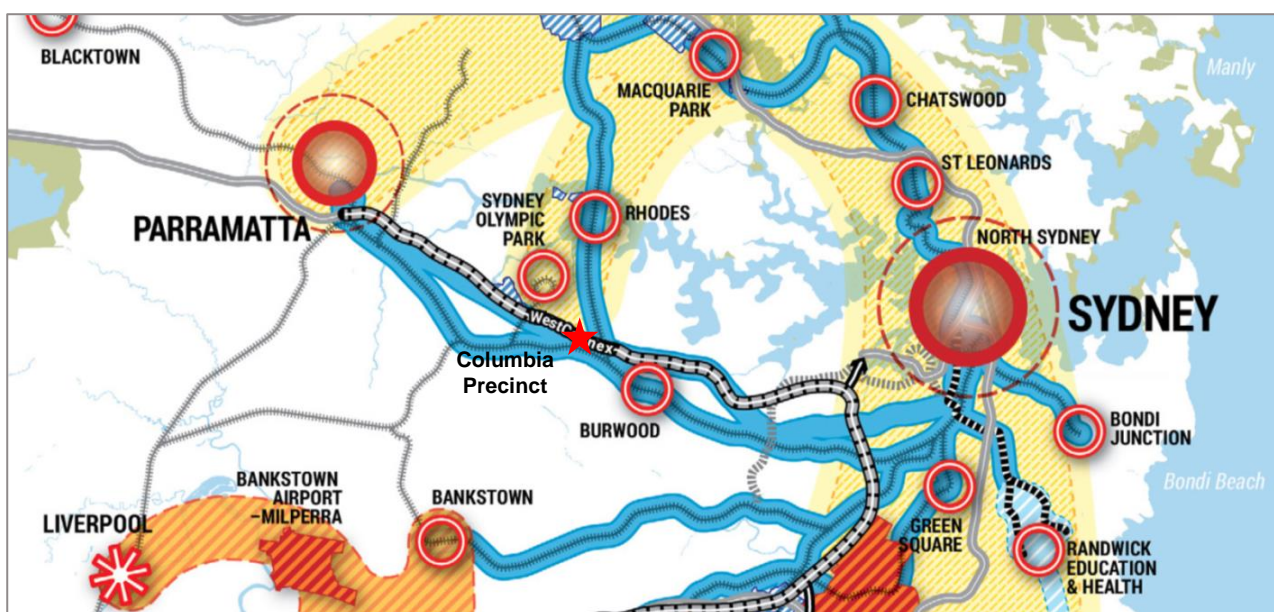 BLACKTOWN
MACQUARIE
PARK
CHATSWOOD
Manly
ST LEONARDS
SYDNEY
OLYMPIC
PARK
RHODES
PARRAMATTA
NORTH SYDNEY
SYDNEY
WestConnex
Columbia
Precinct
BURWOOD
BONDI
JUNCTION
BANKSTOWN
AIRPORT
–MILPERRA
BANKSTOWN
Bondi Beach
LIVERPOOL
GREEN
SQUARE
RANDWICK
EDUCATION
& HEALTH